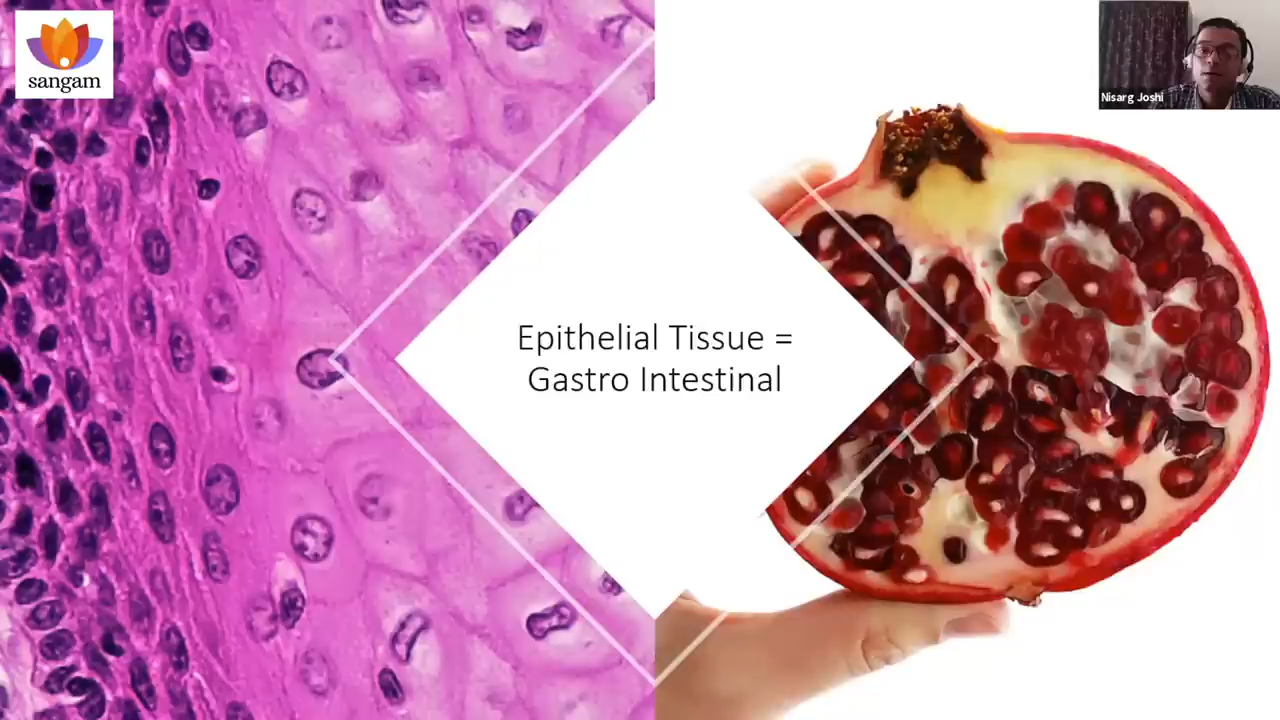 sangam
Nisarg Joshi
Epithelial Tissue =
Gastro Intestinal